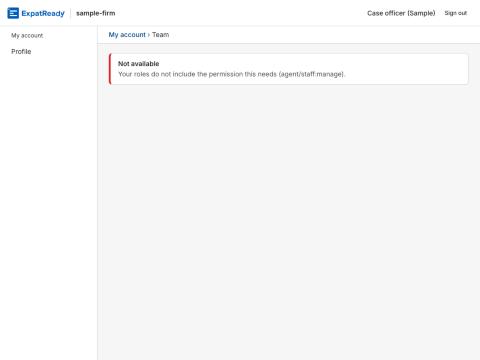 ExpatReady
sample-firm
Case officer (Sample)
Sign out
My account
Profile
My account › Team
Not available
Your roles do not include the permission this needs (agent/staff:manage).